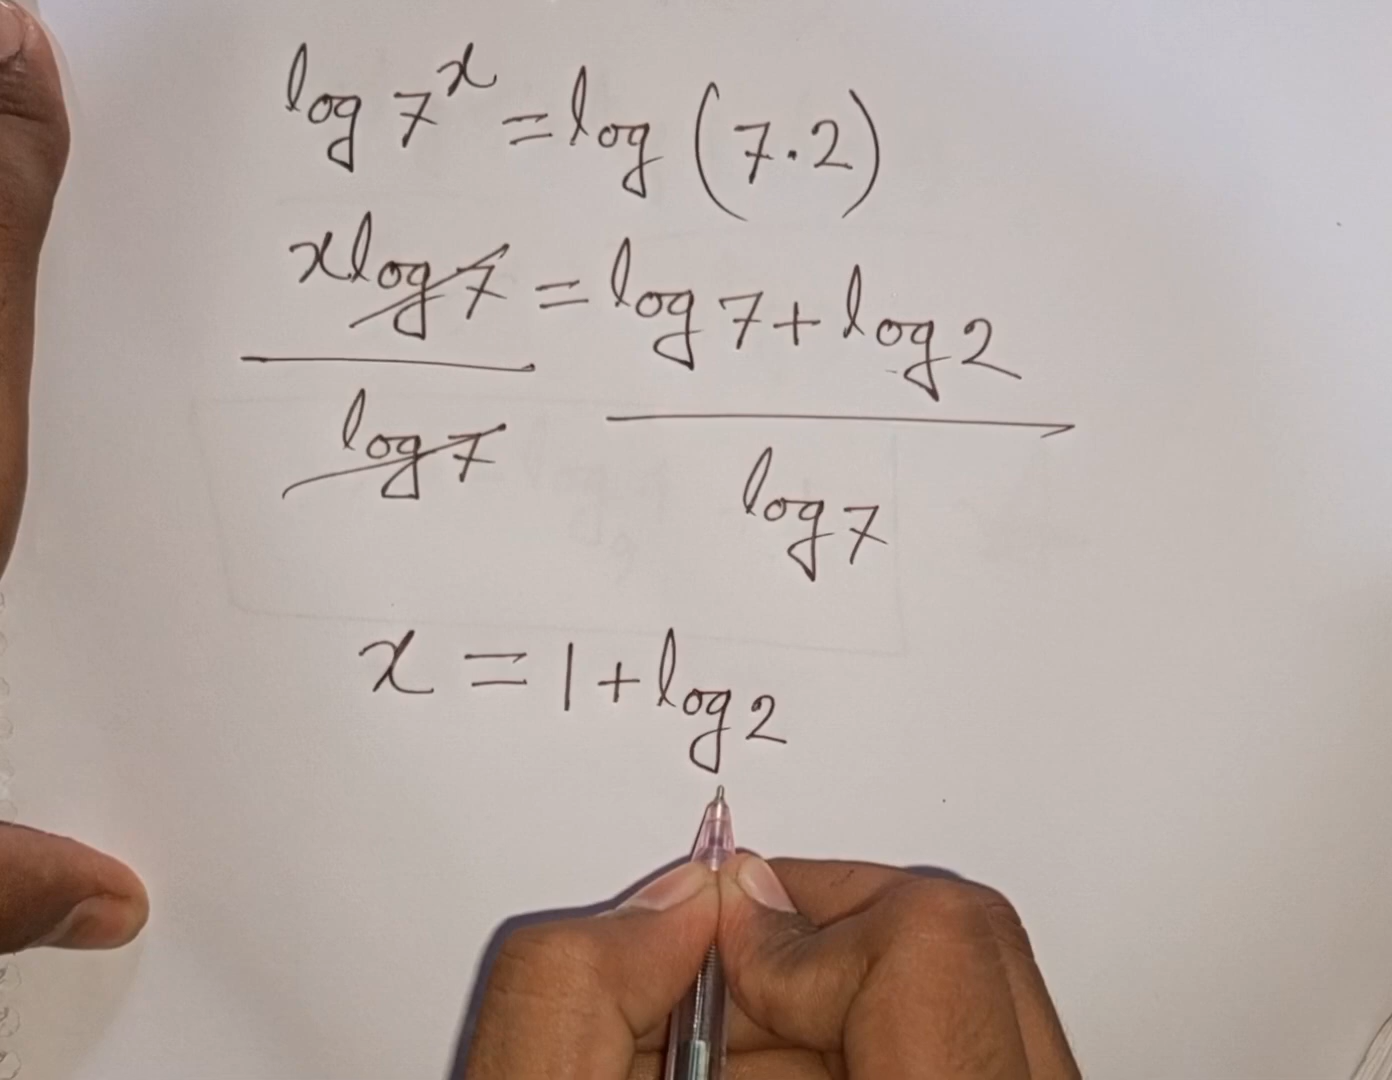 log 7^x = log (7.2)
x log 7 = log 7 + log 2
log 7 log 7
x = 1 + log 2